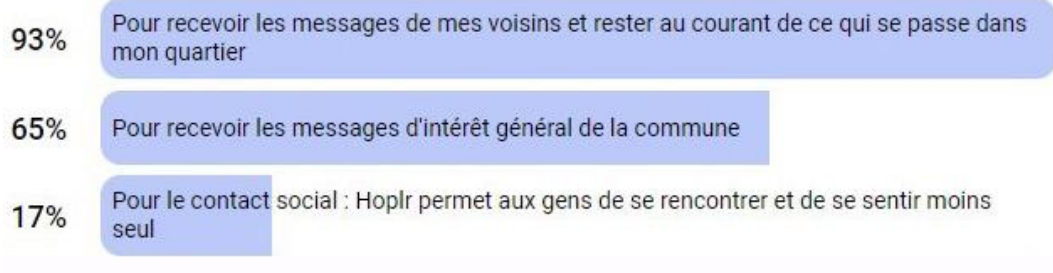 93%
Pour recevoir les messages de mes voisins et rester au courant de ce qui se passe dans
mon quartier
65%
Pour recevoir les messages d'intérêt général de la commune
17%
Pour le contact social : Hoplr permet aux gens de se rencontrer et de se sentir moins
seul